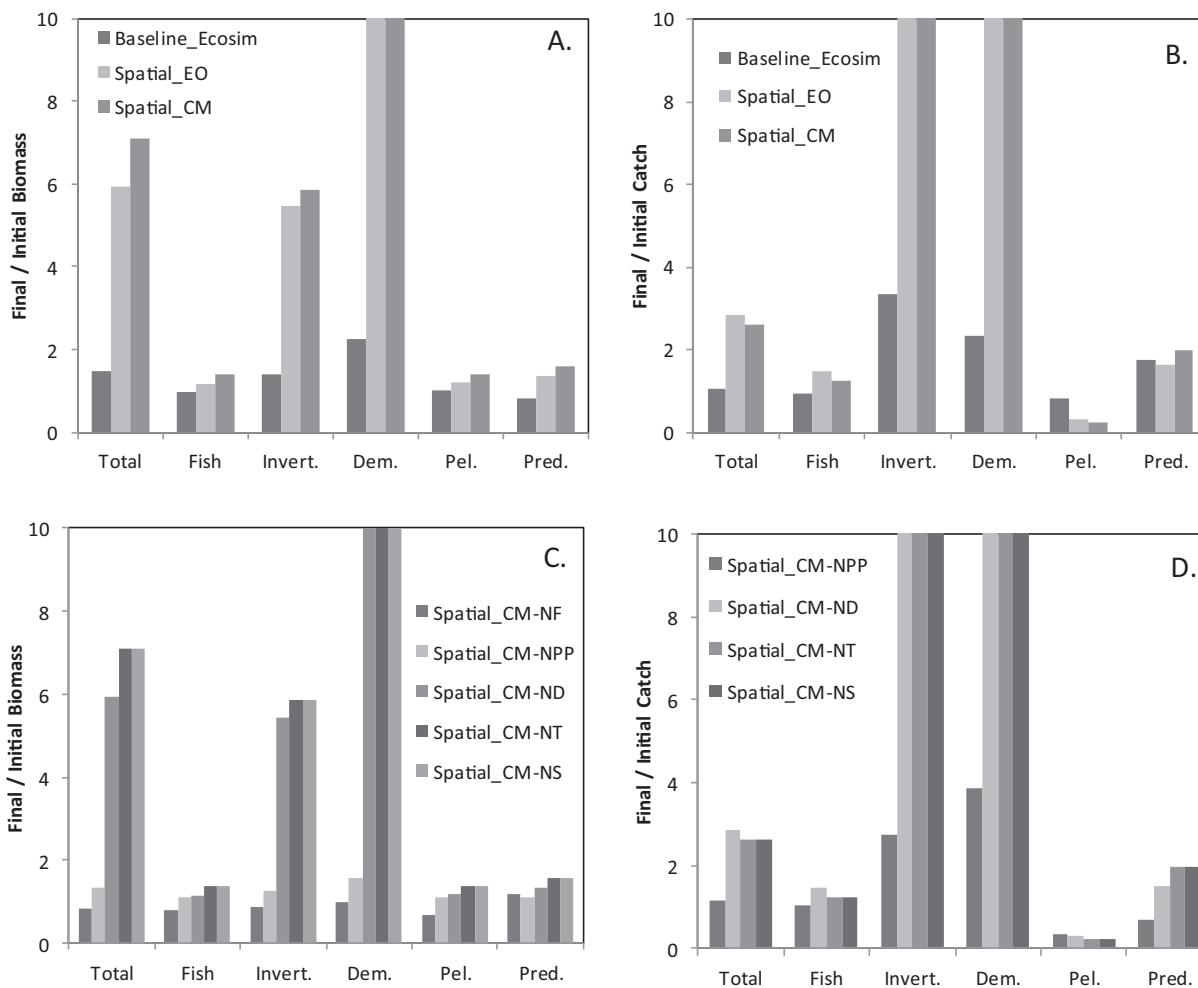 A.
Final / Initial Biomass
10
8
6
4
2
0
Baseline_Ecosim
Spatial_EO
Spatial_CM
Total Fish Invert. Dem. Pel. Pred.
B.
Final / Initial Catch
10
8
6
4
2
0
Baseline_Ecosim
Spatial_EO
Spatial_CM
Total Fish Invert. Dem. Pel. Pred.
C.
Final / Initial Biomass
10
8
6
4
2
0
Spatial_CM-NF
Spatial_CM-NPP
Spatial_CM-ND
Spatial_CM-NT
Spatial_CM-NS
Total Fish Invert. Dem. Pel. Pred.
D.
Final / Initial Catch
10
8
6
4
2
0
Spatial_CM-NPP
Spatial_CM-ND
Spatial_CM-NT
Spatial_CM-NS
Total Fish Invert. Dem. Pel. Pred.